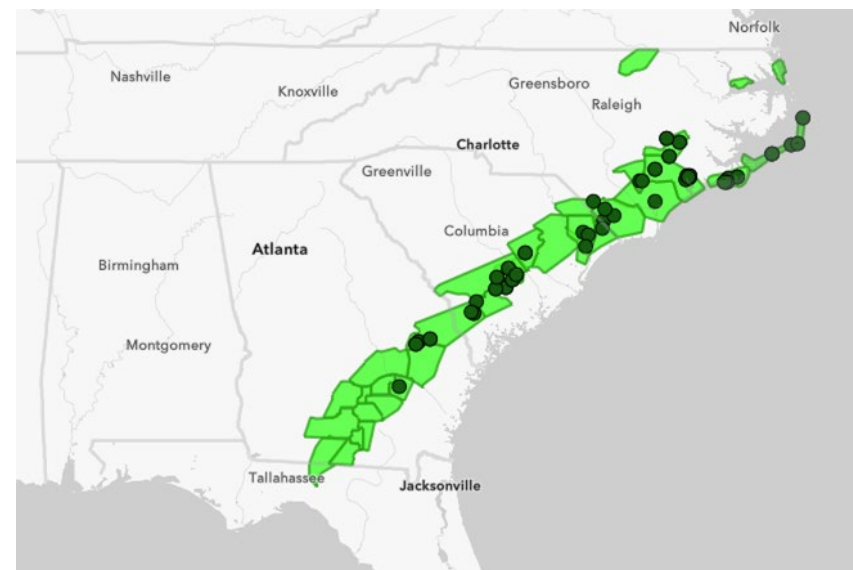 Norfolk
Nashville
Knoxville
Greensboro
Raleigh
Charlotte
Greenville
Columbia
Atlanta
Birmingham
Montgomery
Tallahassee
Jacksonville